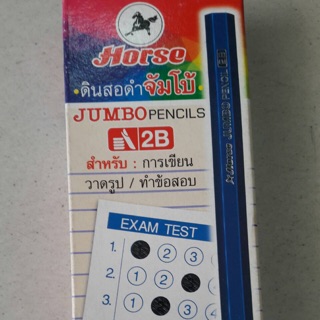 Horse
• ดินสอดำจัมโบ้ •
JUMBO PENCILS
2B
สำหรับ : การเขียน
วาดรูป / ทำข้อสอบ
EXAM TEST
1. 2 3
2. 1 2 4
3. 1 3 4
Horse JUMBO PENCIL 2B